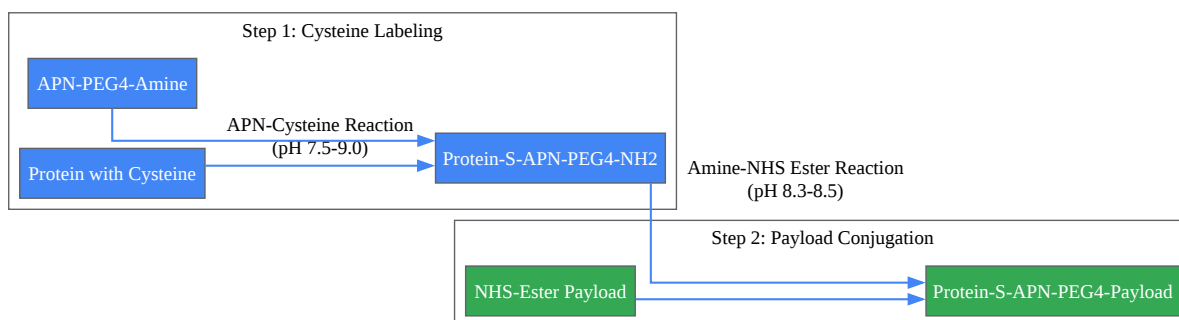 Step 1: Cysteine Labeling
APN-PEG4-Amine
APN-Cysteine Reaction
(pH 7.5-9.0)
Protein with Cysteine
Protein-S-APN-PEG4-NH2
Amine-NHS Ester Reaction
(pH 8.3-8.5)
Step 2: Payload Conjugation
NHS-Ester Payload
Protein-S-APN-PEG4-Payload